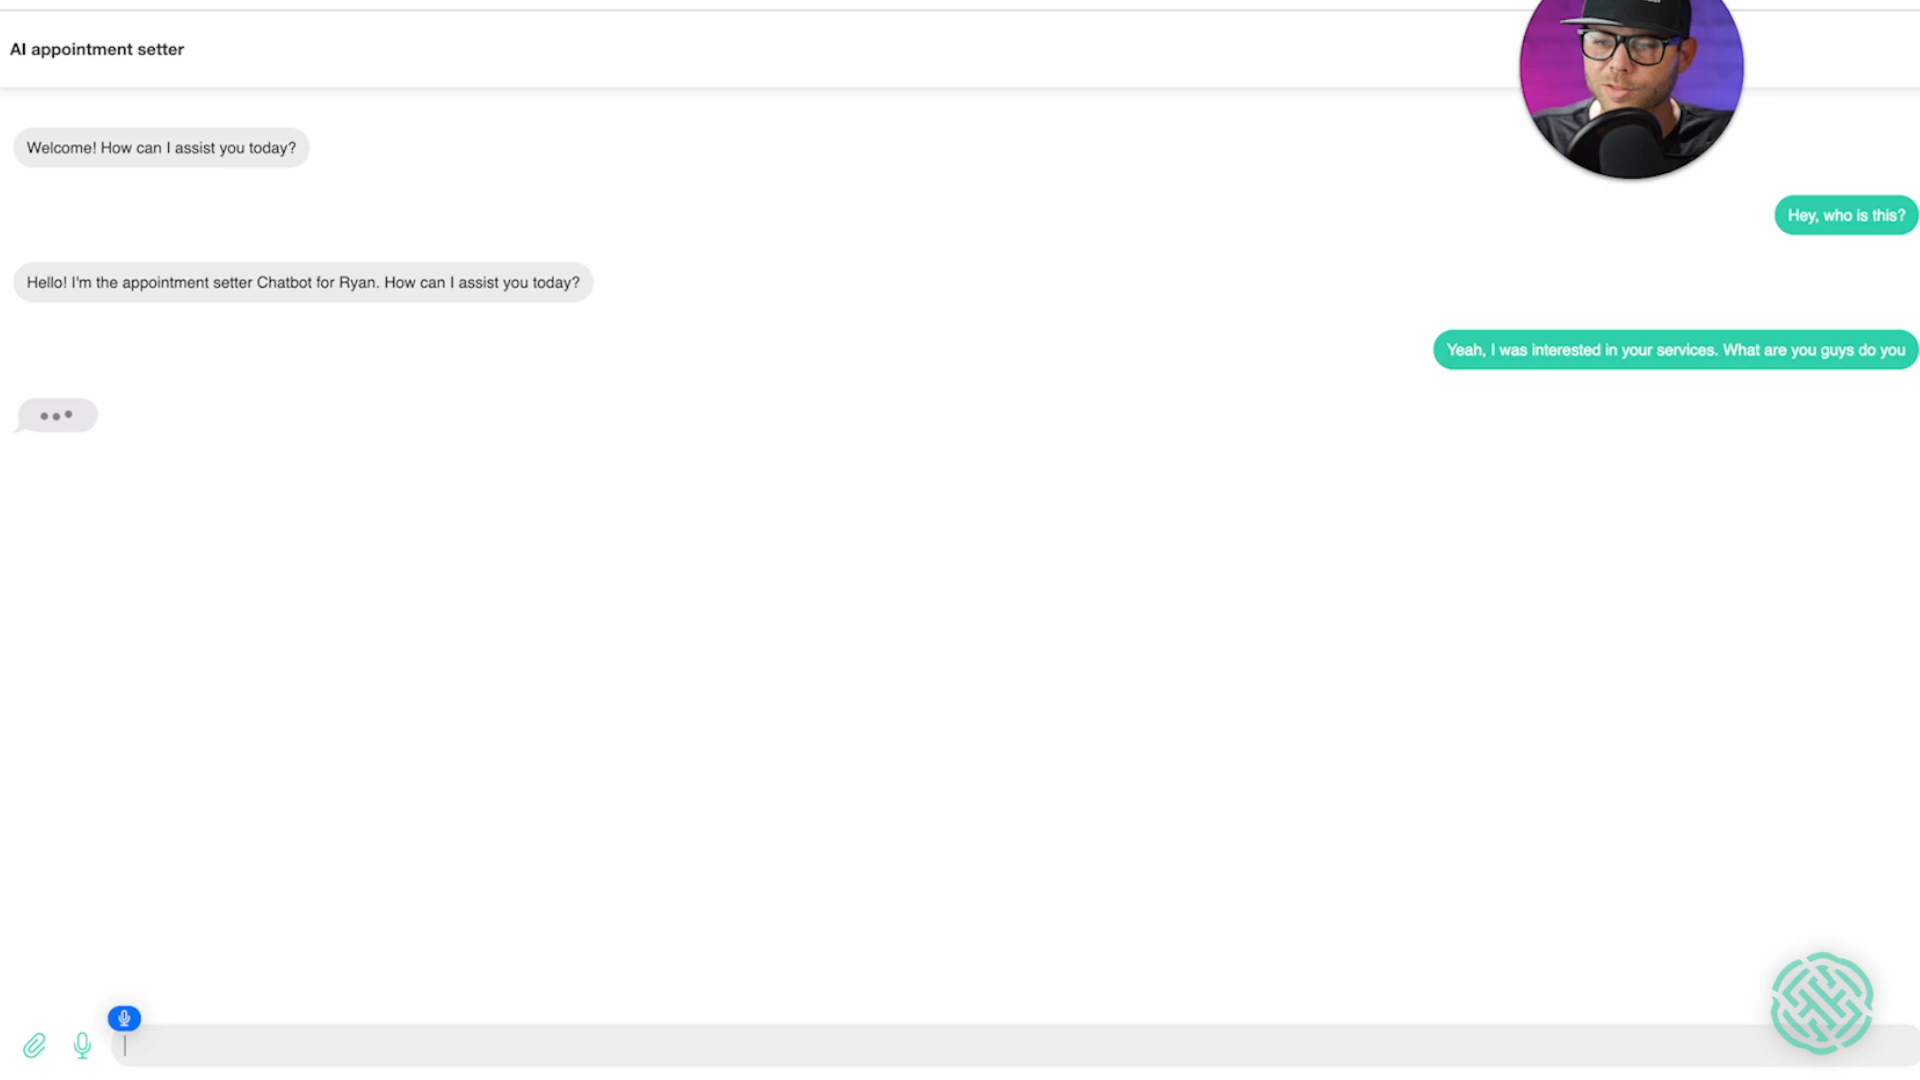 AI appointment setter
Welcome! How can I assist you today?
Hey, who is this?
Hello! I'm the appointment setter Chatbot for Ryan. How can I assist you today?
Yeah, I was interested in your services. What are you guys do you